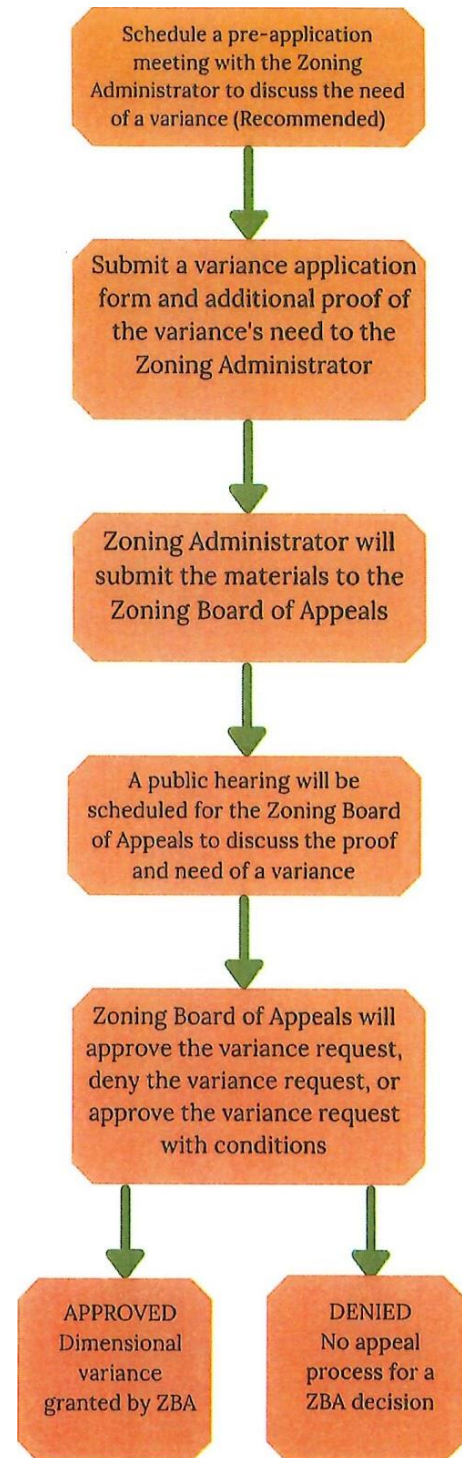 Schedule a pre-application
meeting with the Zoning
Administrator to discuss the need
of a variance (Recommended)
Submit a variance application
form and additional proof of
the variance's need to the
Zoning Administrator
Zoning Administrator will
submit the materials to the
Zoning Board of Appeals
A public hearing will be
scheduled for the Zoning Board
of Appeals to discuss the proof
and need of a variance
Zoning Board of Appeals will
approve the variance request,
deny the variance request, or
approve the variance request
with conditions
APPROVED
Dimensional
variance
granted by ZBA
DENIED
No appeal
process for a
ZBA decision